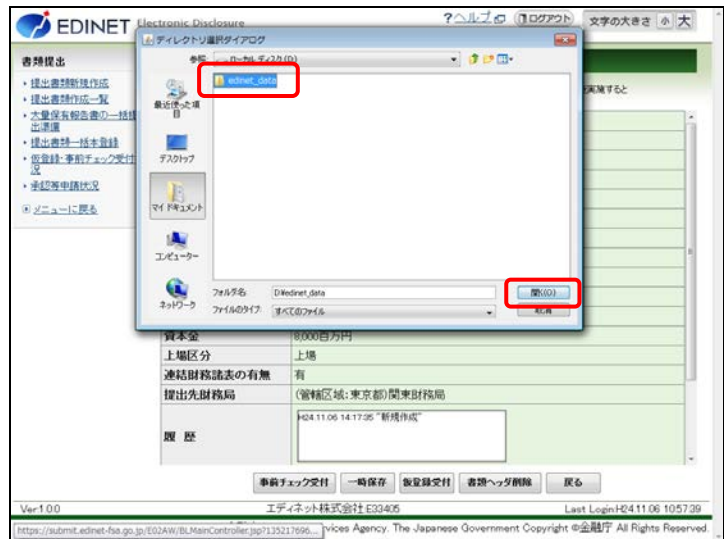 EDINET Electronic Disclosure
?ヘルプ ログアウト 文字の大きさ 小 大
ディレクトリ選択ダイアログ
書類提出
・提出書類新規作成
・提出書類作成一覧
・大量保有報告書の一括提
出準備
・提出書類一括本登録
・仮登録・事前チェック受付
況
・承認等申請状況
メニューに戻る
参照: ローカル ディスク (D:)
edinet_data
最近使った項
目
デスクトップ
マイ ドキュメント
コンピューター
ネットワーク
フォルダ名: D:¥edinet_data
開く(O)
ファイルのタイプ: すべてのファイル
取消
実施すると
資本金 8,000百万円
上場区分 上場
連結財務諸表の有無 有
提出先財務局 (管轄区域:東京都)関東財務局
履歴 H24.11.06 14:17:35 "新規作成"
事前チェック受付 一時保存 仮登録受付 書類ヘッダ削除 戻る
Ver1.0.0 エディネット株式会社:E33405 Last Login:H24.11.06 10:57:39
https://submit.edinet-fsa.go.jp/E02AW/BLMainController.jsp?135217696... vices Agency. The Japanese Government Copyright ©金融庁 All Rights Reserved.